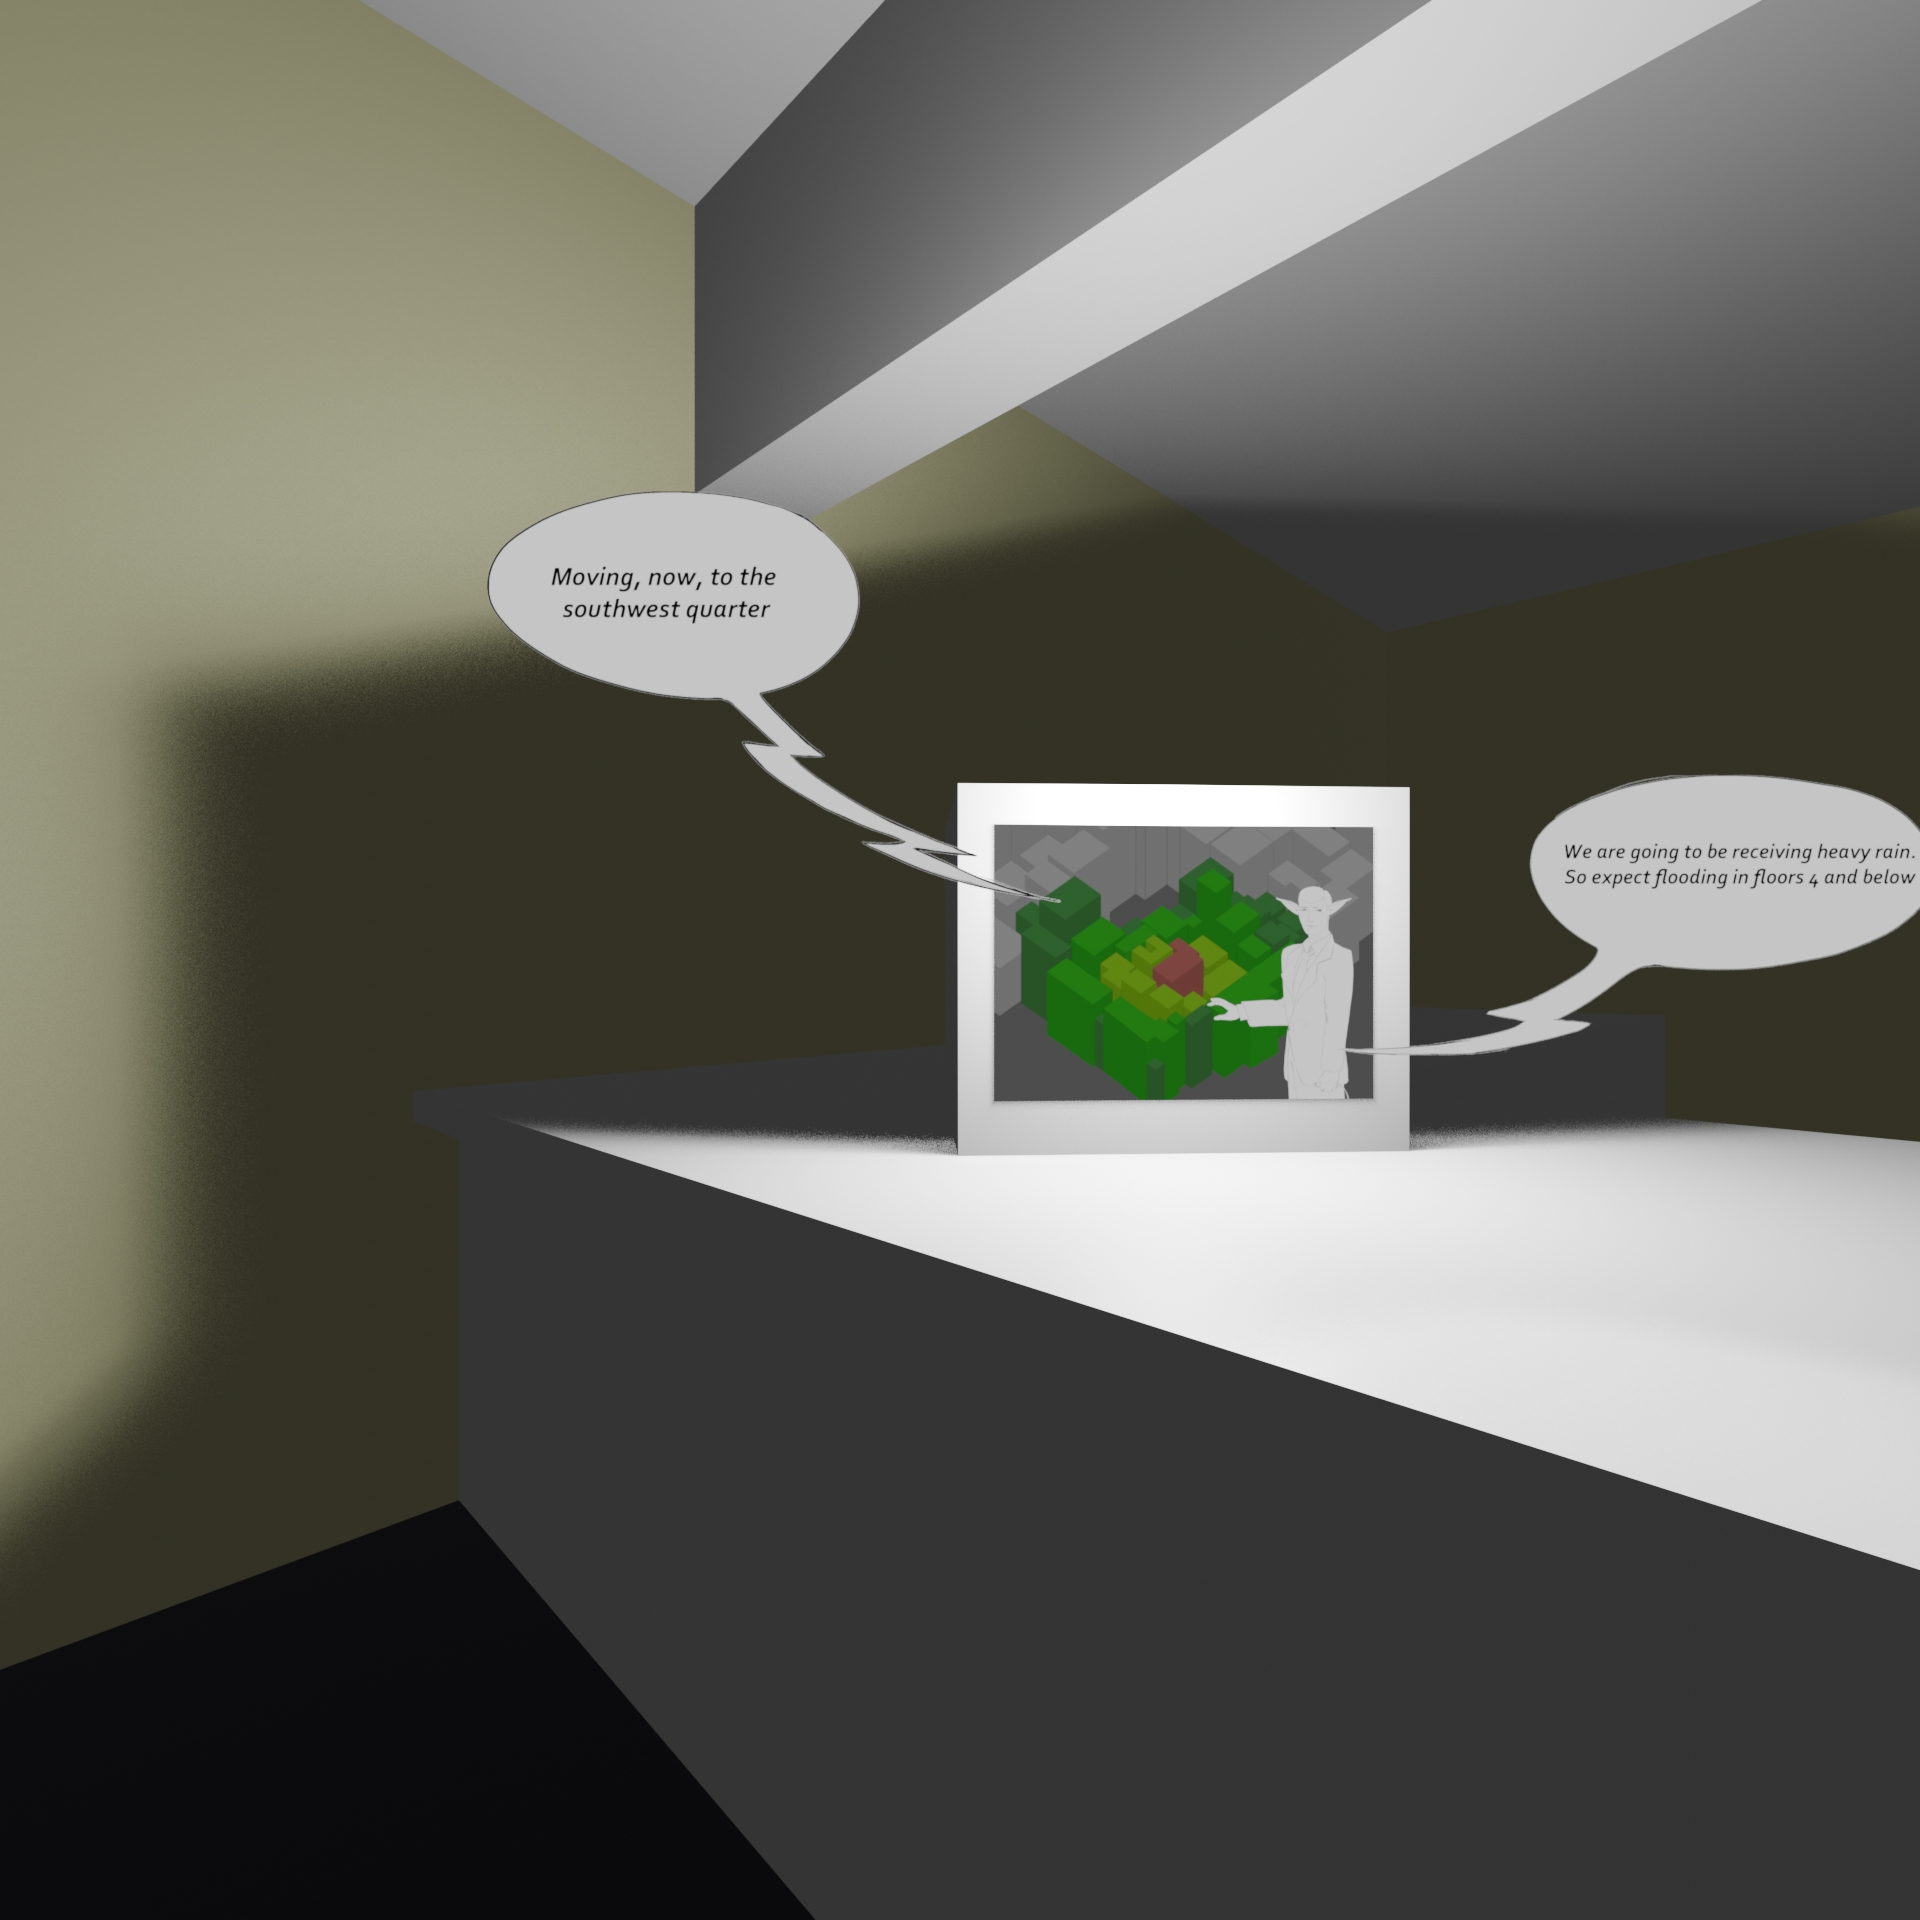 Moving, now, to the
southwest quarter
We are going to be receiving heavy rain.
So expect flooding in floors 4 and below